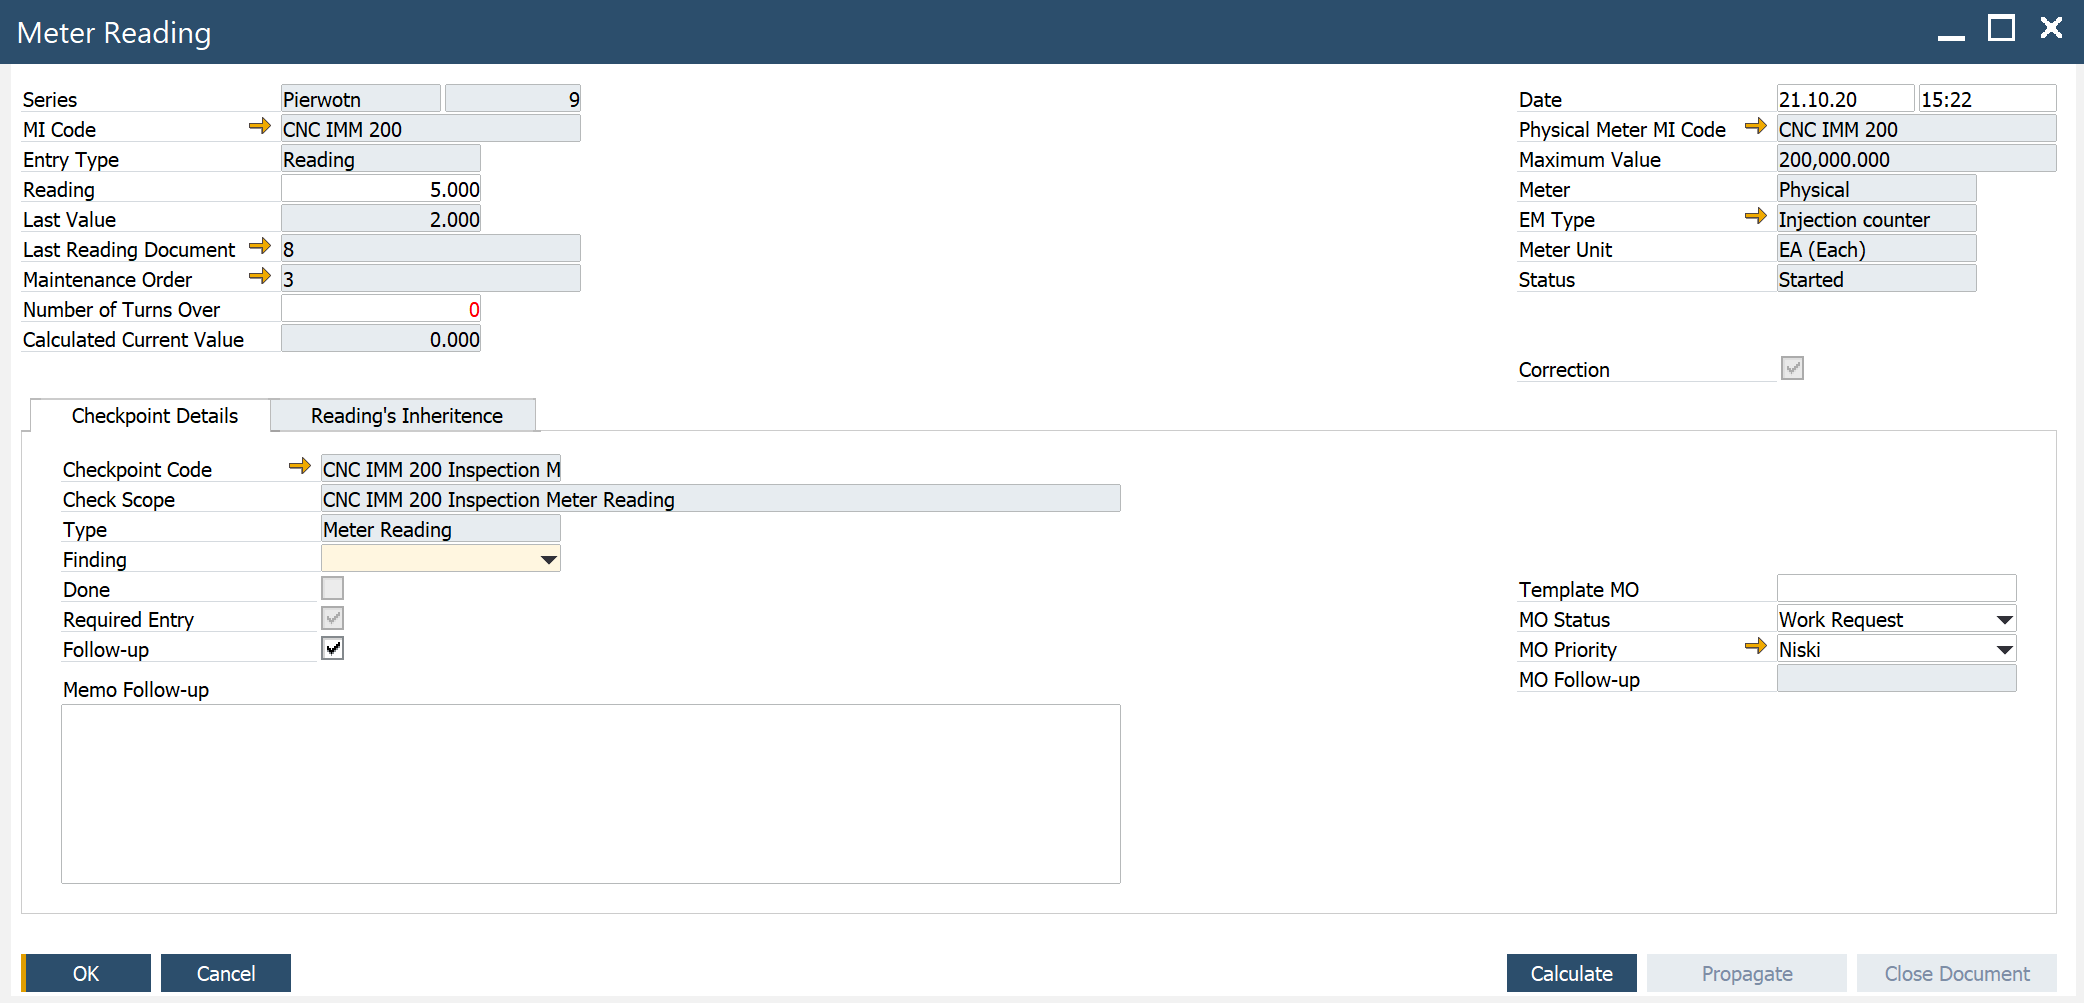 Meter Reading
Series Pierwotn 9
MI Code CNC IMM 200
Entry Type Reading
Reading 5.000
Last Value 2.000
Last Reading Document 8
Maintenance Order 3
Number of Turns Over 0
Calculated Current Value 0.000
Date 21.10.20 15:22
Physical Meter MI Code CNC IMM 200
Maximum Value 200,000.000
Meter Physical
EM Type Injection counter
Meter Unit EA (Each)
Status Started
Correction
Checkpoint Details Reading's Inheritence
Checkpoint Code CNC IMM 200 Inspection M
Check Scope CNC IMM 200 Inspection Meter Reading
Type Meter Reading
Finding
Done
Required Entry
Follow-up
Template MO
MO Status Work Request
MO Priority Niski
MO Follow-up
Memo Follow-up
OK Cancel Calculate Propagate Close Document